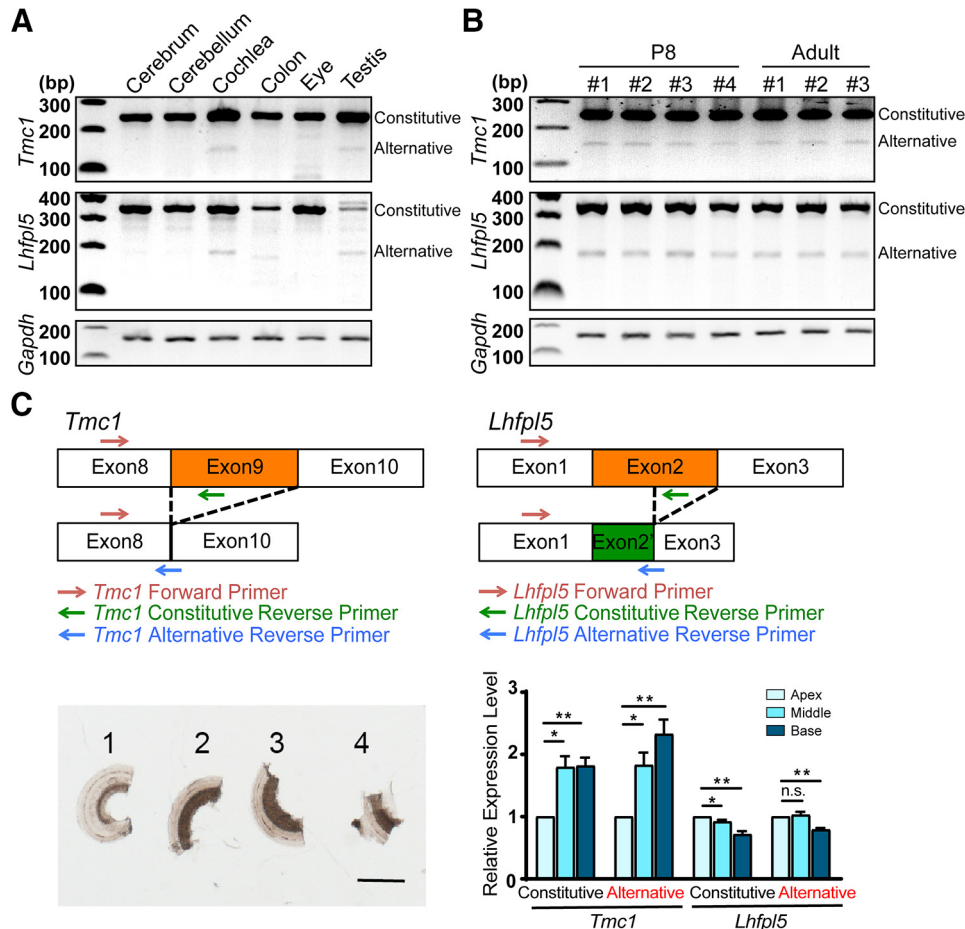 A
Cerebrum Cerebellum Cochlea Colon Eye Testis
(bp)
300
200
100
Tmc1
Constitutive
Alternative
400
300
200
100
Lhfpl5
Constitutive
Alternative
200
100
Gapdh
B
P8 Adult
(bp) #1 #2 #3 #4 #1 #2 #3
300
200
100
Tmc1
Constitutive
Alternative
400
300
200
100
Lhfpl5
Constitutive
Alternative
200
100
Gapdh
C
Tmc1
Exon8 Exon9 Exon10
Exon8 Exon10
Tmc1 Forward Primer
Tmc1 Constitutive Reverse Primer
Tmc1 Alternative Reverse Primer
Lhfpl5
Exon1 Exon2 Exon3
Exon1 Exon2' Exon3
Lhfpl5 Forward Primer
Lhfpl5 Constitutive Reverse Primer
Lhfpl5 Alternative Reverse Primer
1 2 3 4
Relative Expression Level
3
2
1
0
Apex
Middle
Base
** * ** * ** * ** n.s.
Constitutive Alternative Constitutive Alternative
Tmc1 Lhfpl5